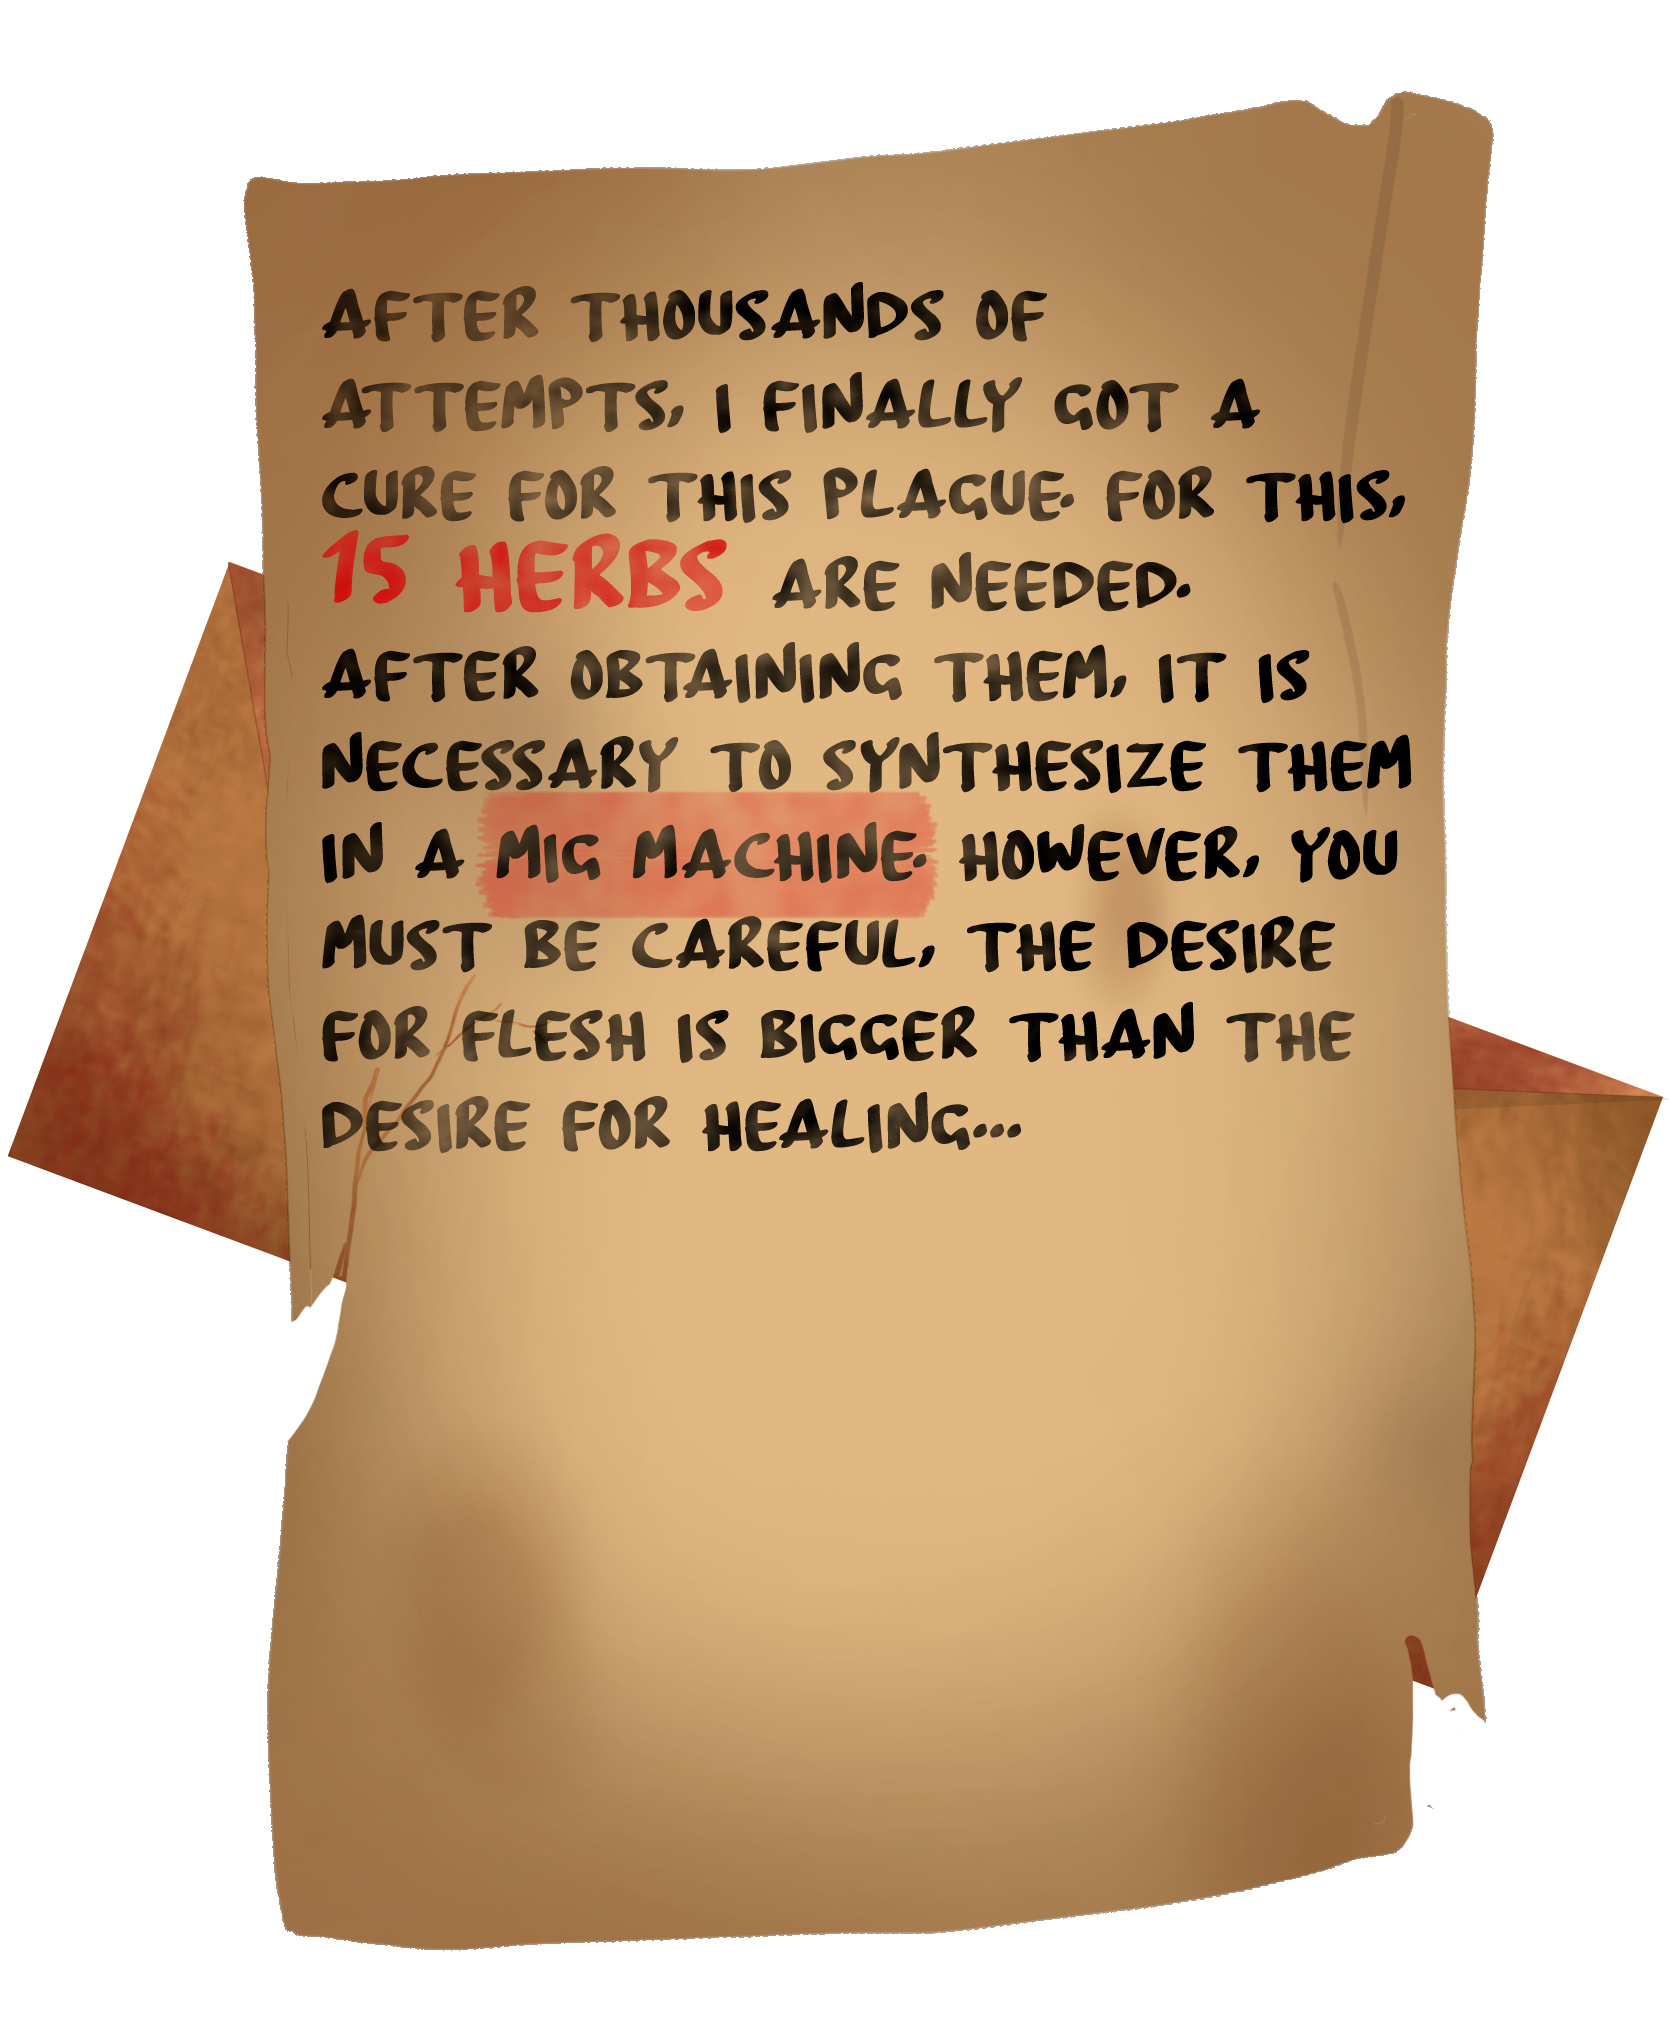 AFTER THOUSANDS OF
ATTEMPTS, I FINALLY GOT A
CURE FOR THIS PLAGUE. FOR THIS,
15 HERBS ARE NEEDED.
AFTER OBTAINING THEM, IT IS
NECESSARY TO SYNTHESIZE THEM
IN A MIG MACHINE. HOWEVER, YOU
MUST BE CAREFUL, THE DESIRE
FOR FLESH IS BIGGER THAN THE
DESIRE FOR HEALING...